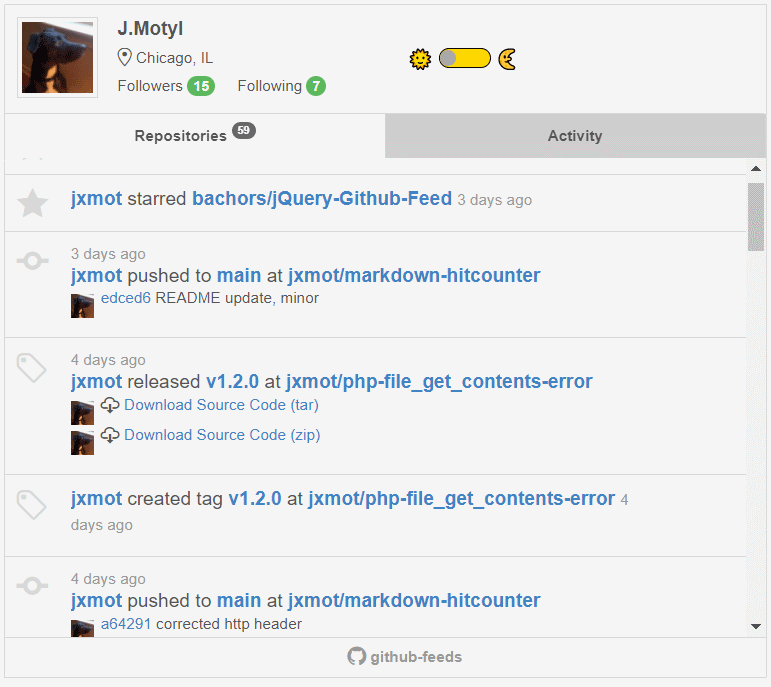 J.Motyl
Chicago, IL
Followers 15 Following 7
Repositories 59
Activity
jxmot starred bachors/jQuery-Github-Feed 3 days ago
3 days ago
jxmot pushed to main at jxmot/markdown-hitcounter
edced6 README update, minor
4 days ago
jxmot released v1.2.0 at jxmot/php-file_get_contents-error
Download Source Code (tar)
Download Source Code (zip)
jxmot created tag v1.2.0 at jxmot/php-file_get_contents-error 4
days ago
4 days ago
jxmot pushed to main at jxmot/markdown-hitcounter
a64291 corrected http header
github-feeds